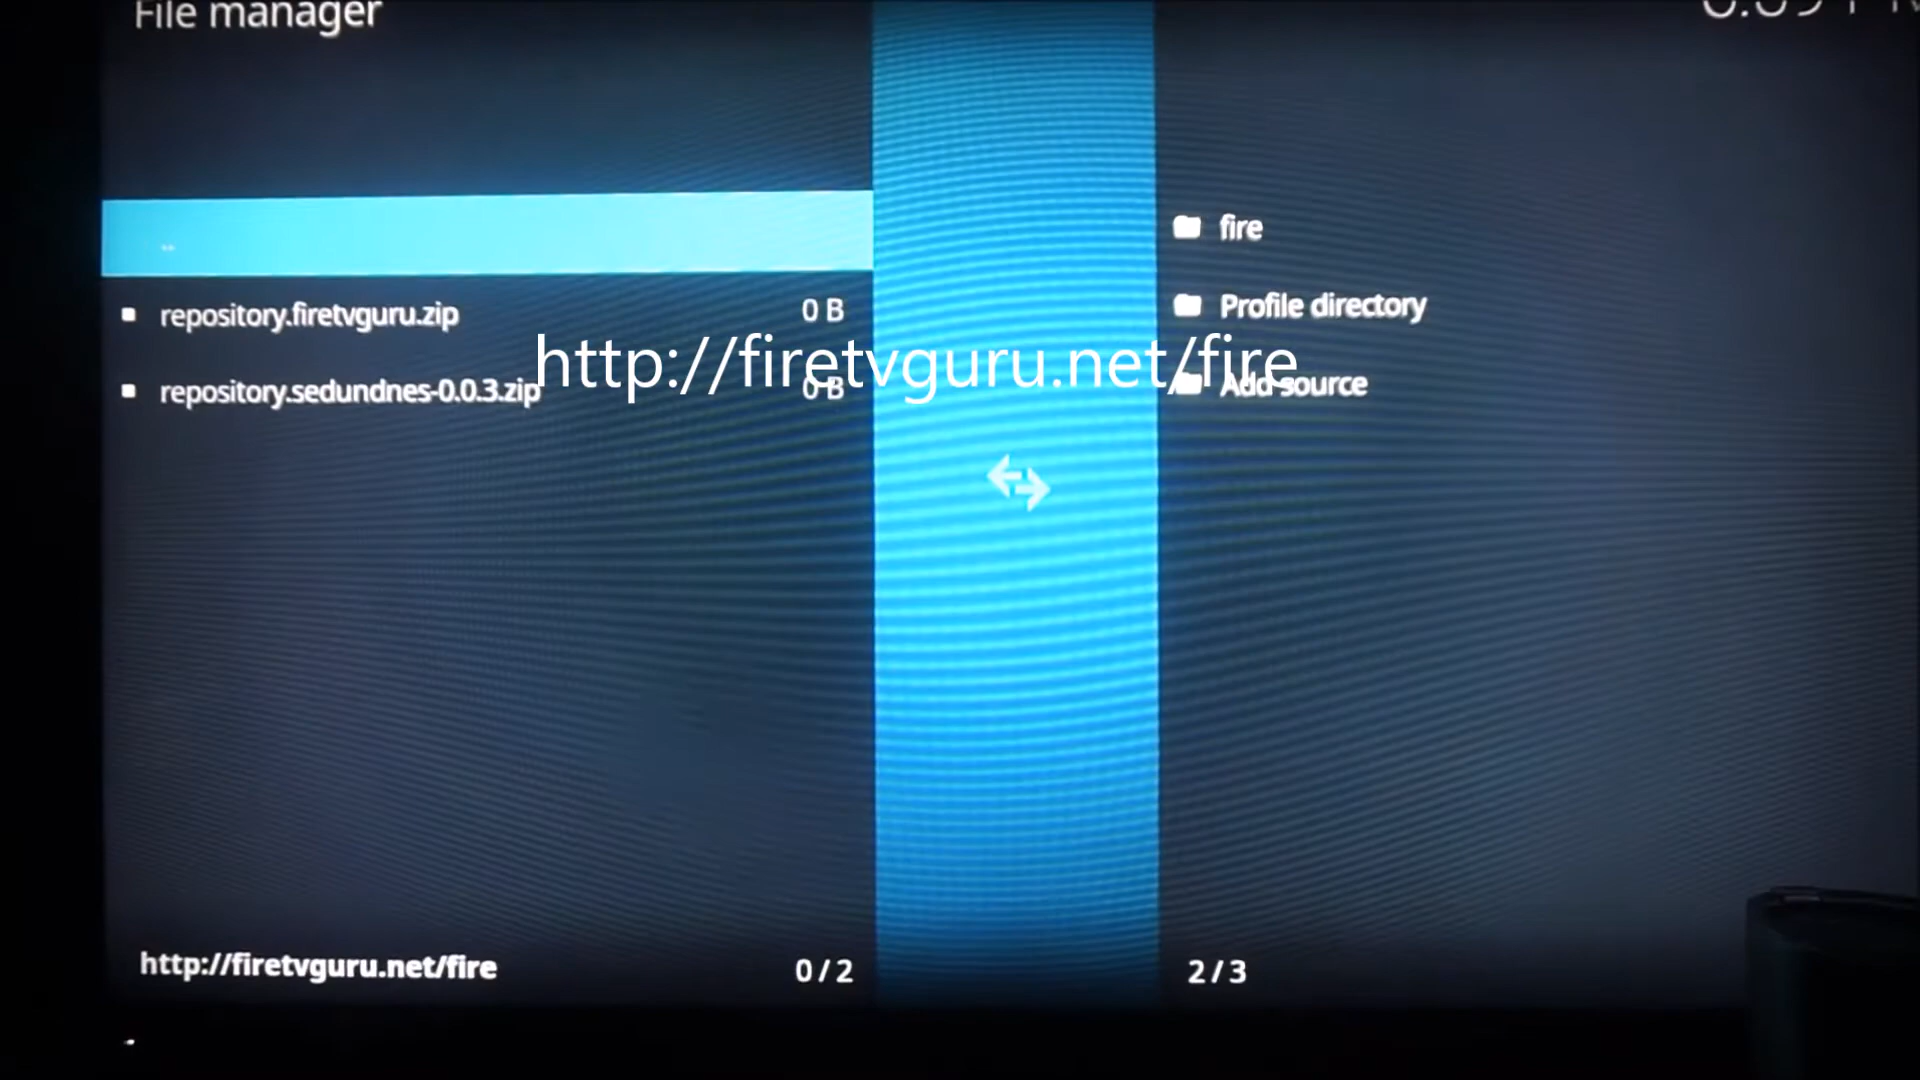 File manager
..
repository.firetvguru.zip 0 B
repository.sedundnes-0.0.3.zip 0 B
http://firetvguru.net/fire
fire
Profile directory
Add source
http://firetvguru.net/fire 0 / 2
2 / 3